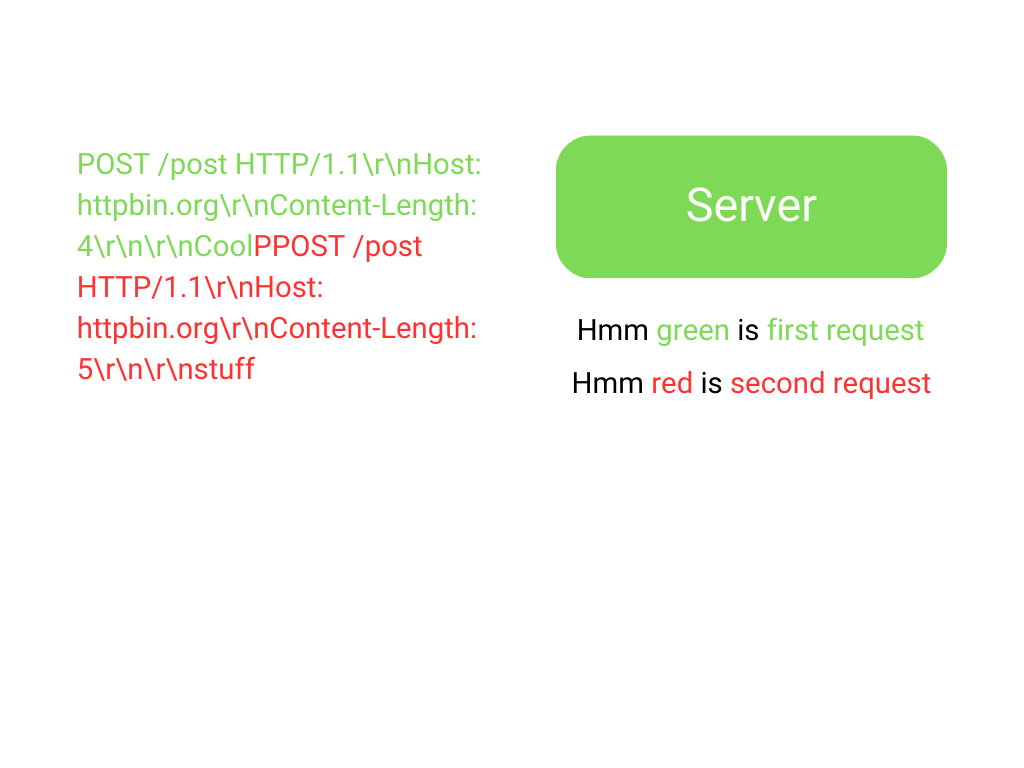 POST /post HTTP/1.1\r\nHost:
httpbin.org\r\nContent-Length:
4\r\n\r\nCoolPPOST /post
HTTP/1.1\r\nHost:
httpbin.org\r\nContent-Length:
5\r\n\r\nstuff
Server
Hmm green is first request
Hmm red is second request